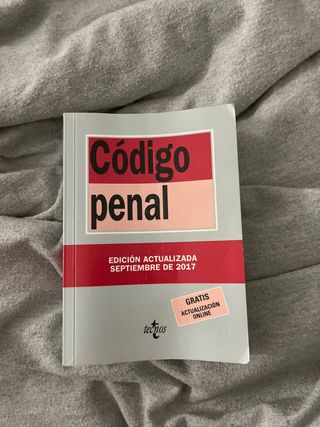 Código
penal
EDICIÓN ACTUALIZADA
SEPTIEMBRE DE 2017
GRATIS
ACTUALIZACIÓN
ONLINE
tecnos